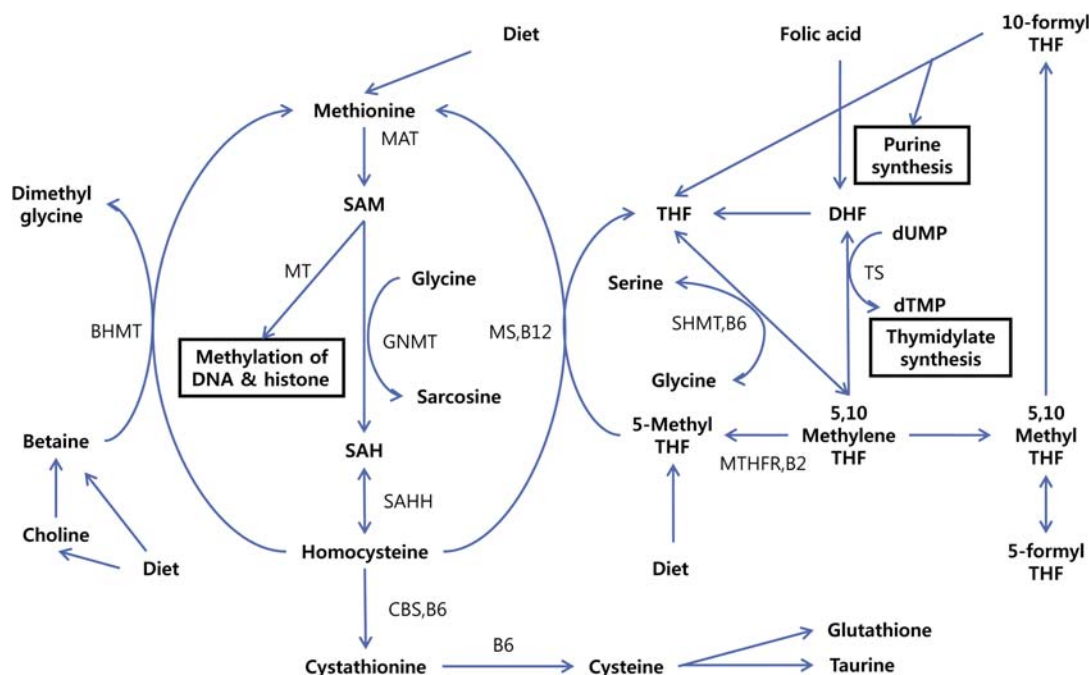 Diet
Folic acid
10-formyl
THF
Methionine
MAT
Purine
synthesis
Dimethyl
glycine
SAM
THF
DHF
dUMP
MT
Glycine
Serine
TS
dTMP
BHMT
GNMT
MS,B12
SHMT,B6
Methylation of
DNA & histone
Thymidylate
synthesis
Sarcosine
Glycine
Betaine
SAH
5-Methyl
THF
MTHFR,B2
5,10
Methylene
THF
5,10
Methyl
THF
SAHH
Choline
Diet
Homocysteine
Diet
5-formyl
THF
CBS,B6
Cystathionine
B6
Cysteine
Glutathione
Taurine